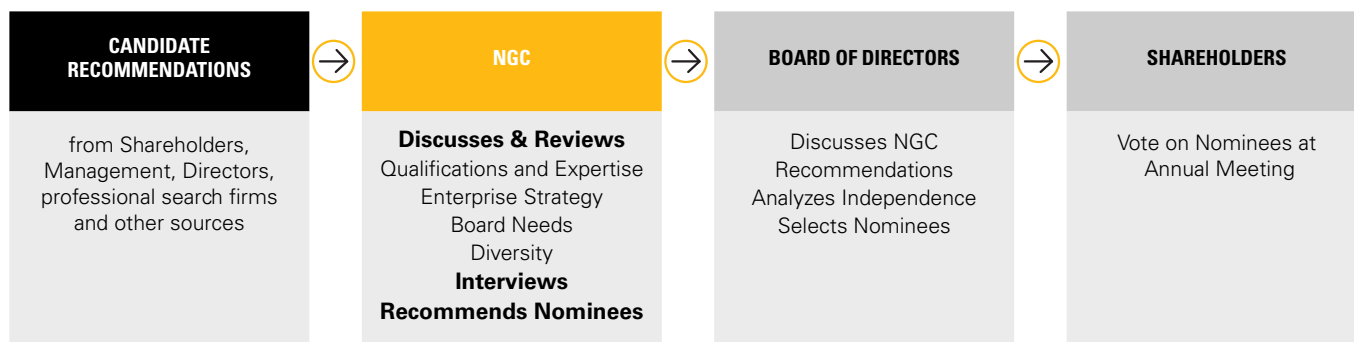 CANDIDATE
RECOMMENDATIONS
from Shareholders,
Management, Directors,
professional search firms
and other sources
NGC
Discusses & Reviews
Qualifications and Expertise
Enterprise Strategy
Board Needs
Diversity
Interviews
Recommends Nominees
BOARD OF DIRECTORS
Discusses NGC
Recommendations
Analyzes Independence
Selects Nominees
SHAREHOLDERS
Vote on Nominees at
Annual Meeting